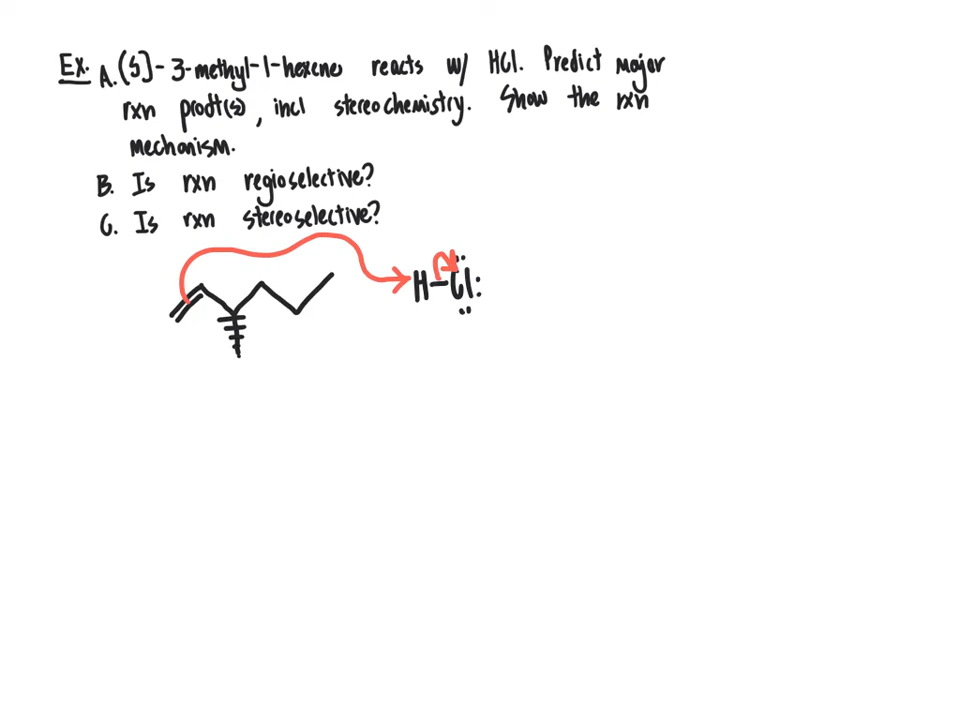 Ex. A. (S)-3-methyl-1-hexene reacts w/ HCl. Predict major
rxn prodt(s), incl stereochemistry. Show the rxn
mechanism.
B. Is rxn regioselective?
C. Is rxn stereoselective?
H-Cl: